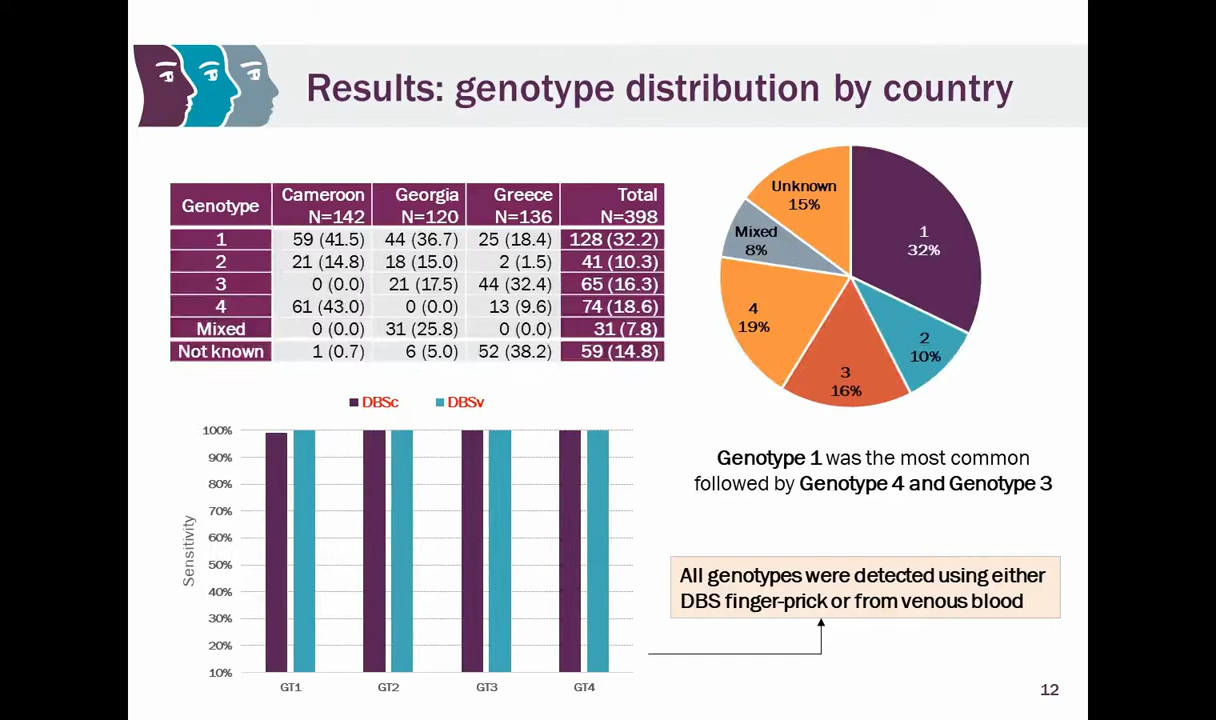 Results: genotype distribution by country
Genotype Cameroon N=142 Georgia N=120 Greece N=136 Total N=398
1 59 (41.5) 44 (36.7) 25 (18.4) 128 (32.2)
2 21 (14.8) 18 (15.0) 2 (1.5) 41 (10.3)
3 0 (0.0) 21 (17.5) 44 (32.4) 65 (16.3)
4 61 (43.0) 0 (0.0) 13 (9.6) 74 (18.6)
Mixed 0 (0.0) 31 (25.8) 0 (0.0) 31 (7.8)
Not known 1 (0.7) 6 (5.0) 52 (38.2) 59 (14.8)
Unknown
15%
Mixed
8%
1
32%
4
19%
2
10%
3
16%
DBSc DBSv
Sensitivity
100%
90%
80%
70%
60%
50%
40%
30%
20%
10%
GT1 GT2 GT3 GT4
Genotype 1 was the most common
followed by Genotype 4 and Genotype 3
All genotypes were detected using either
DBS finger-prick or from venous blood
12